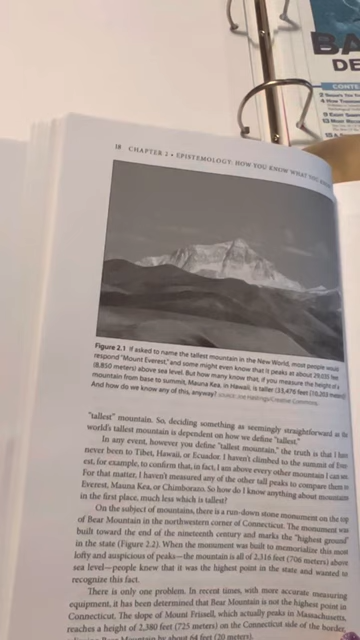 BA
DE
CONTE
18 CHAPTER 2 • EPISTEMOLOGY: HOW YOU KNOW WHAT YOU
Figure 2.1 If asked to name the tallest mountain in the New World, most people would
respond "Mount Everest," and some might even know that it peaks at about 29,035 feet
(8,850 meters) above sea level. But how many know that, if you measure the height of a
mountain from base to summit, Mauna Kea, in Hawaii, is taller (33,476 feet [10,203 meters])
And how do we know any of this, anyway?
"tallest" mountain. So, deciding something as seemingly straightforward as the
world's tallest mountain is dependent on how we define "tallest."
In any event, however you define "tallest mountain," the truth is that I have
never been to Tibet, Hawaii, or Ecuador. I haven't climbed to the summit of Ever-
est, for example, to confirm that, in fact, I am above every other mountain I can see.
For that matter, I haven't measured any of the other tall peaks to compare them to
Everest, Mauna Kea, or Chimborazo. So how do I know anything about mountains
in the first place, much less which is tallest?
On the subject of mountains, there is a run-down stone monument on the top
of Bear Mountain in the northwestern corner of Connecticut. The monument was
built toward the end of the nineteenth century and marks the "highest ground"
in the state (Figure 2.2). When the monument was built to memorialize this most
lofty and auspicious of peaks—the mountain is all of 2,316 feet (706 meters) above
sea level—people knew that it was the highest point in the state and wanted to
recognize this fact.
There is only one problem. In recent times, with more accurate measuring
equipment, it has been determined that Bear Mountain is not the highest point in
Connecticut. The slope of Mount Frissell, which actually peaks in Massachusetts,
reaches a height of 2,380 feet (725 meters) on the Connecticut side of the border,
Bear Mountain by about 64 feet (20 meters).